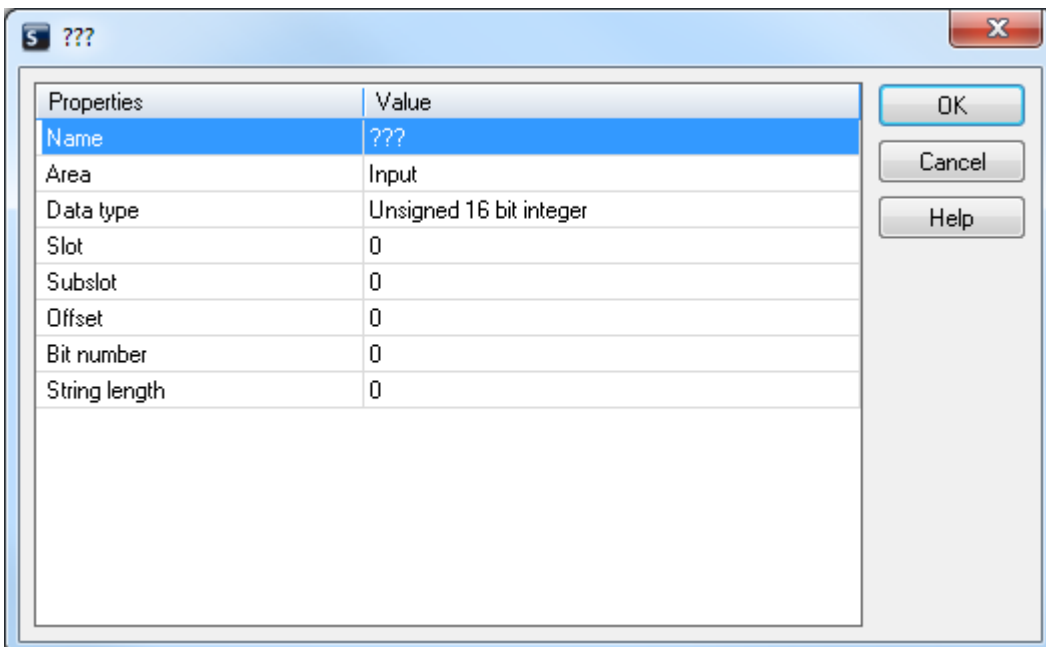 S ???
Properties Value
Name ???
Area Input
Data type Unsigned 16 bit integer
Slot 0
Subslot 0
Offset 0
Bit number 0
String length 0
OK
Cancel
Help